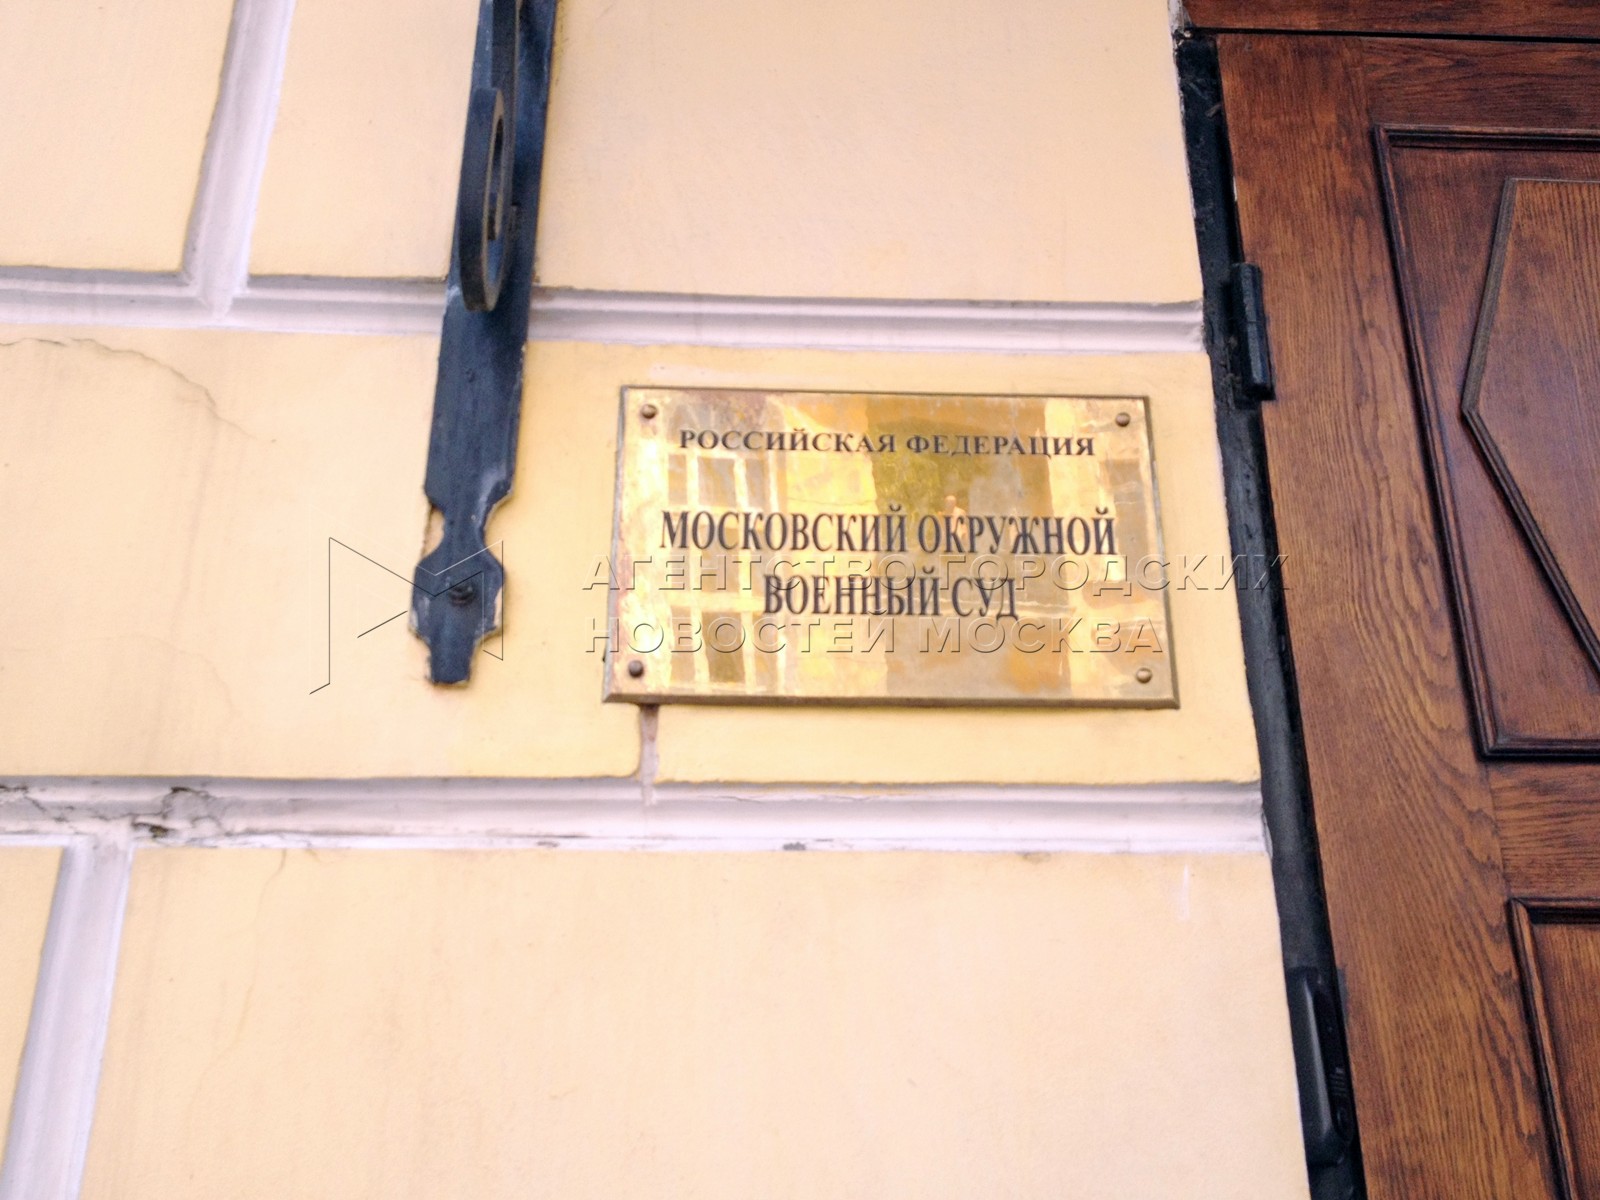 РОССИЙСКАЯ ФЕДЕРАЦИЯ
МОСКОВСКИЙ ОКРУЖНОЙ
ВОЕННЫЙ СУД
АГЕНТСТВО ГОРОДСКИХ
НОВОСТЕЙ МОСКВА